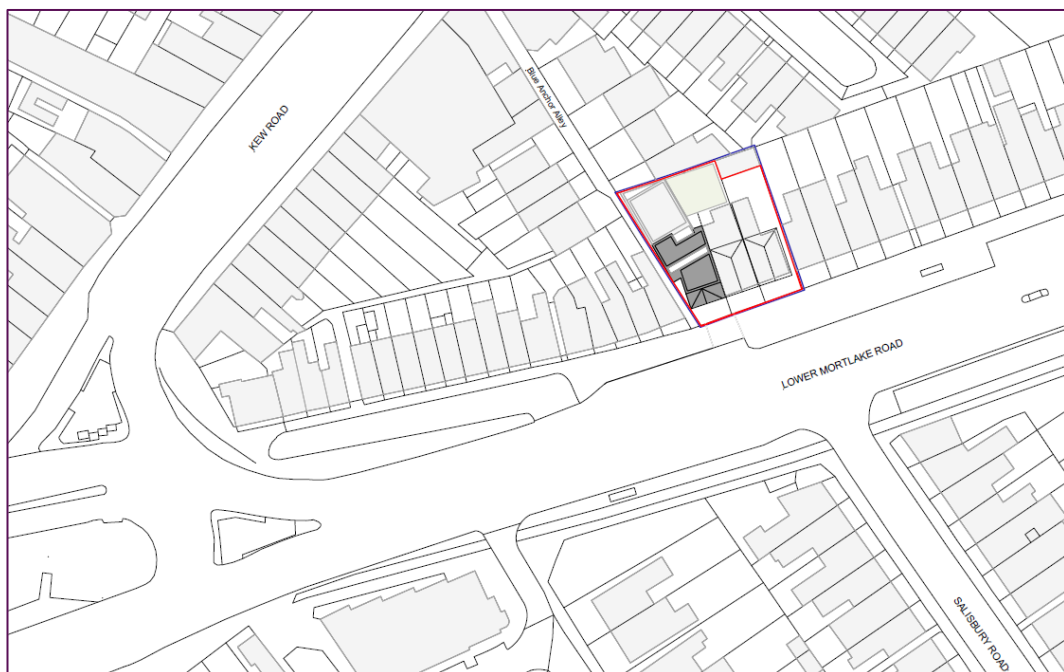 Blue Anchor Alley
KEW ROAD
LOWER MORTLAKE ROAD
SALISBURY ROAD